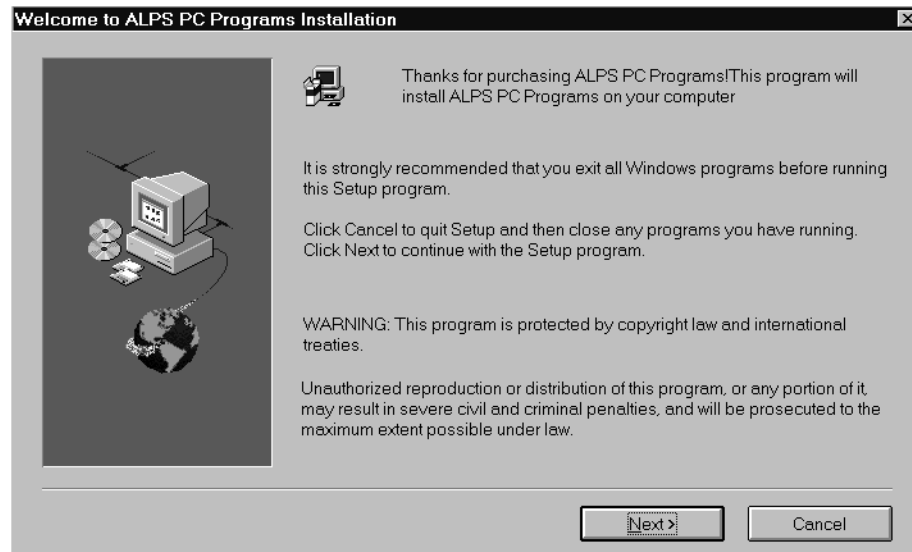 Welcome to ALPS PC Programs Installation
Thanks for purchasing ALPS PC Programs!This program will
install ALPS PC Programs on your computer
It is strongly recommended that you exit all Windows programs before running
this Setup program.
Click Cancel to quit Setup and then close any programs you have running.
Click Next to continue with the Setup program.
WARNING: This program is protected by copyright law and international
treaties.
Unauthorized reproduction or distribution of this program, or any portion of it,
may result in severe civil and criminal penalties, and will be prosecuted to the
maximum extent possible under law.
Next >
Cancel